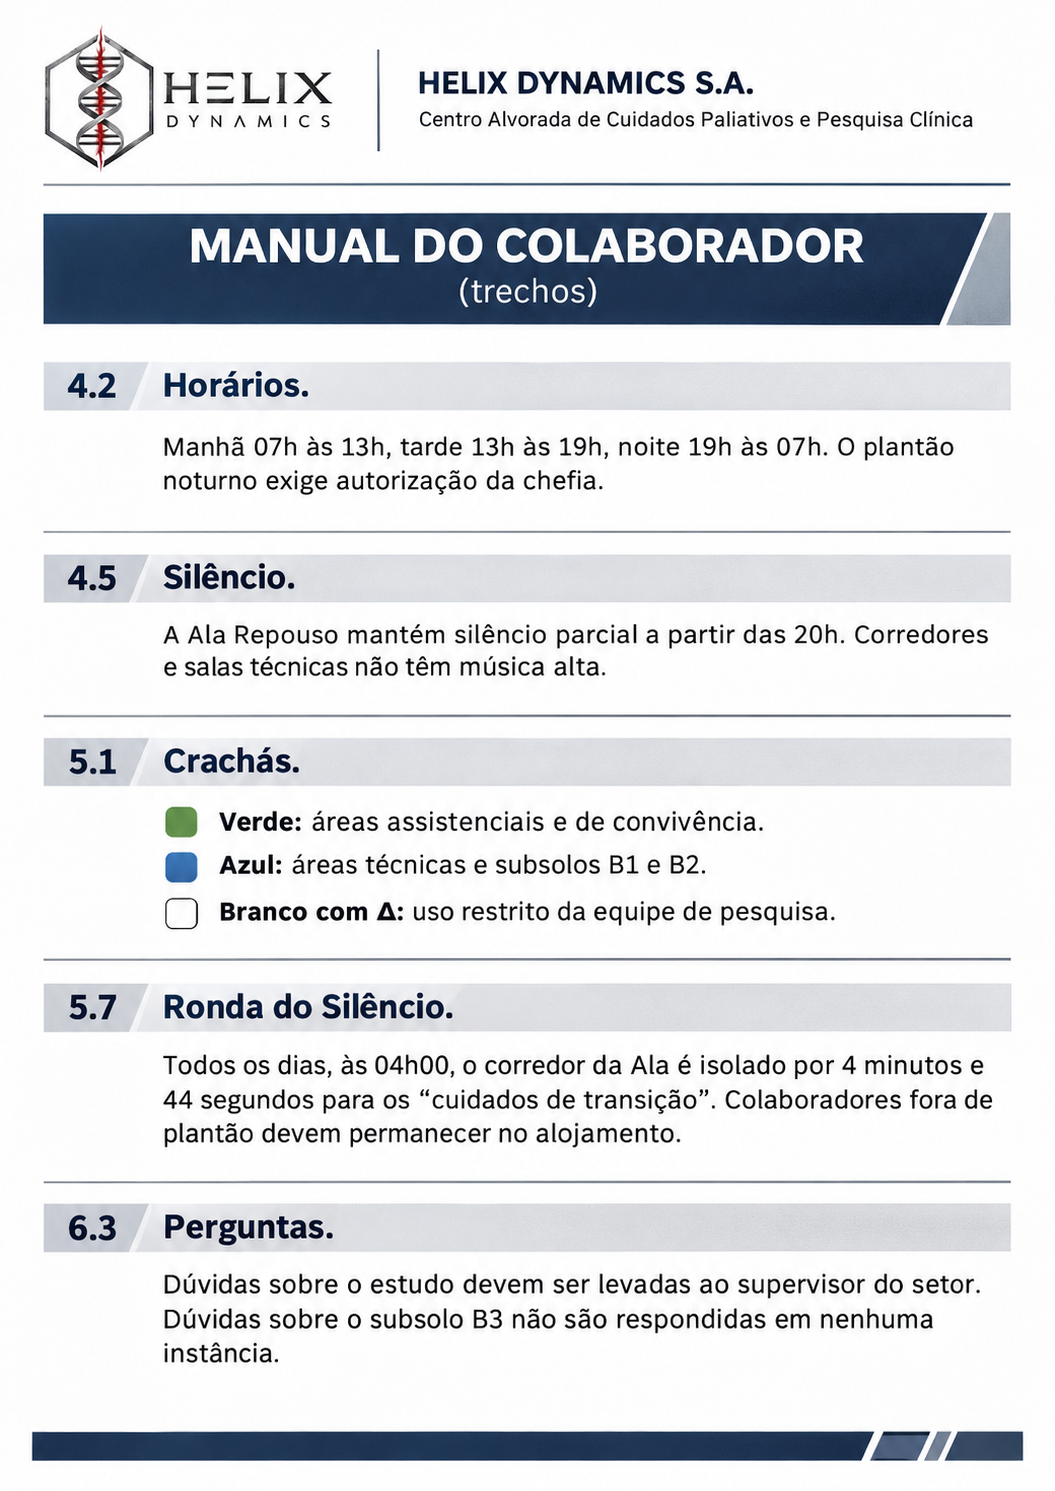 HELIX
DYNAMICS
HELIX DYNAMICS S.A.
Centro Alvorada de Cuidados Paliativos e Pesquisa Clínica
MANUAL DO COLABORADOR
(trechos)
4.2 Horários.
Manhã 07h às 13h, tarde 13h às 19h, noite 19h às 07h. O plantão
noturno exige autorização da chefia.
4.5 Silêncio.
A Ala Repouso mantém silêncio parcial a partir das 20h. Corredores
e salas técnicas não têm música alta.
5.1 Crachás.
Verde: áreas assistenciais e de convivência.
Azul: áreas técnicas e subsolos B1 e B2.
Branco com Δ: uso restrito da equipe de pesquisa.
5.7 Ronda do Silêncio.
Todos os dias, às 04h00, o corredor da Ala é isolado por 4 minutos e
44 segundos para os “cuidados de transição”. Colaboradores fora de
plantão devem permanecer no alojamento.
6.3 Perguntas.
Dúvidas sobre o estudo devem ser levadas ao supervisor do setor.
Dúvidas sobre o subsolo B3 não são respondidas em nenhuma
instância.